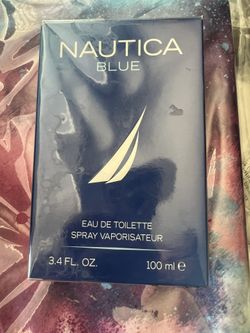 NAUTICA
BLUE
EAU DE TOILETTE
SPRAY VAPORISATEUR
3.4 FL. OZ. 100 ml ℮